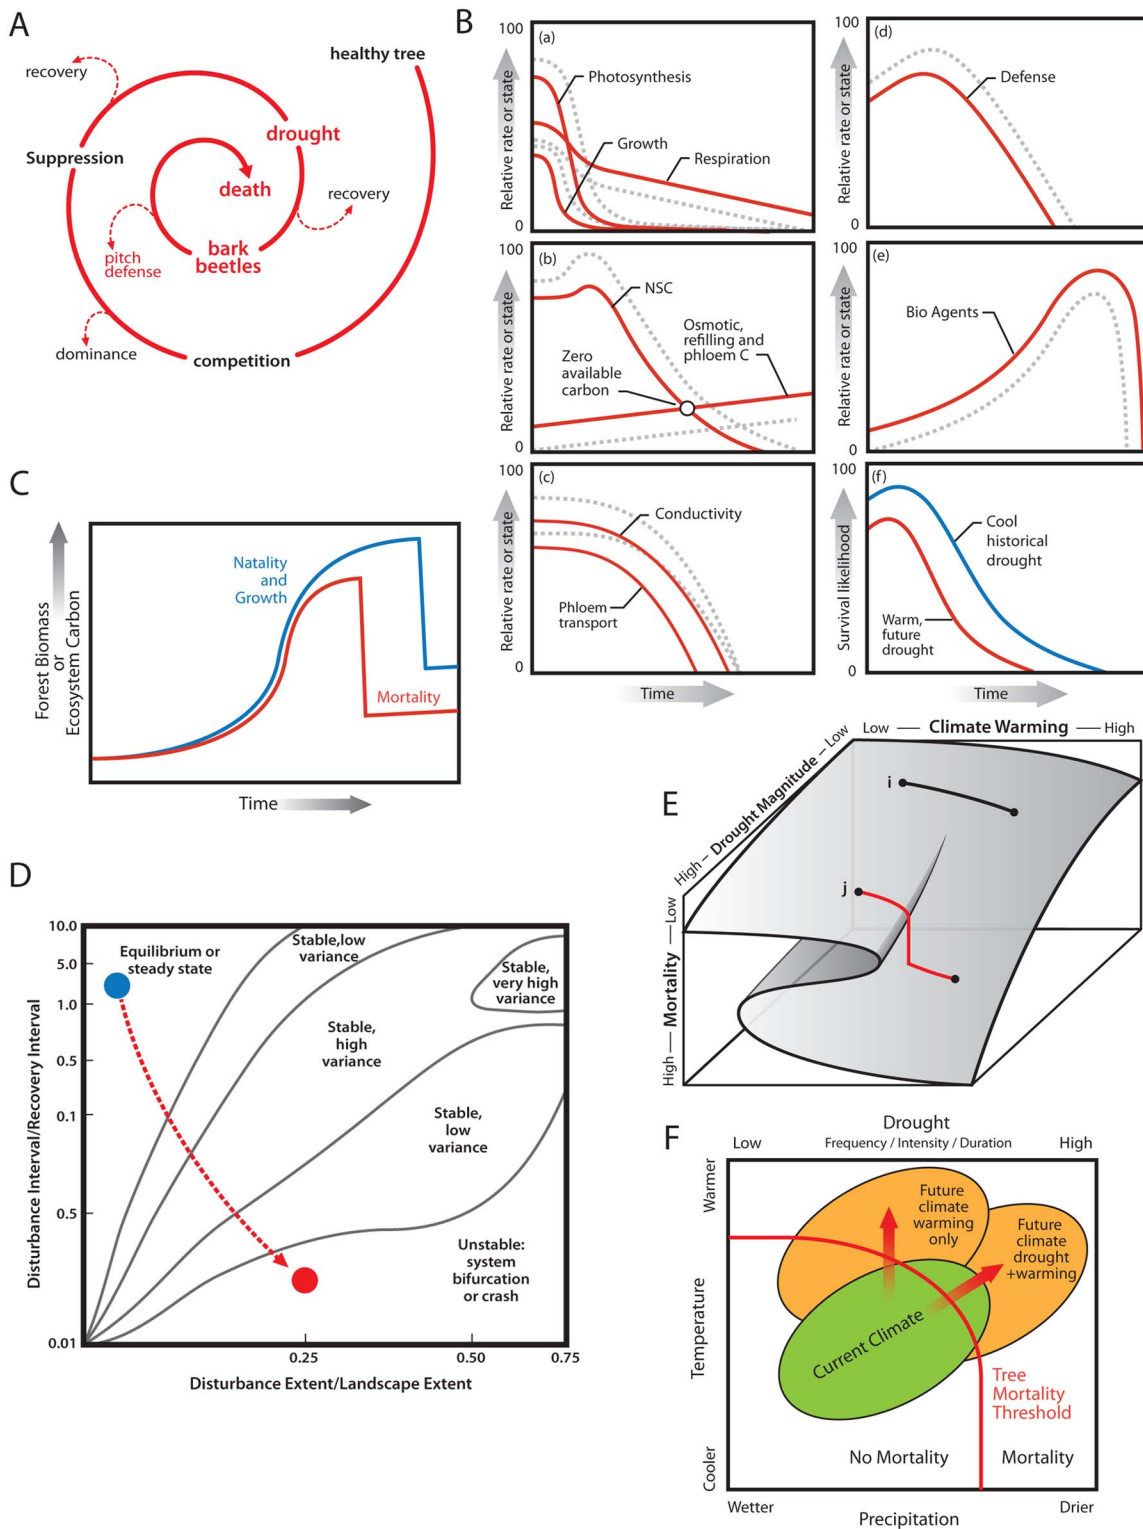 A
healthy tree
recovery
drought
Suppression
death
recovery
bark
beetles
pitch
defense
dominance
competition
B
100
(a)
Photosynthesis
Growth
Respiration
Relative rate or state
0
100
(b)
NSC
Osmotic,
refilling and
phloem C
Zero
available
carbon
Relative rate or state
0
100
(c)
Conductivity
Phloem
transport
Relative rate or state
0
Time
100
(d)
Defense
Relative rate or state
0
100
(e)
Bio Agents
Relative rate or state
0
100
(f)
Cool
historical
drought
Warm,
future
drought
Survival likelihood
0
Time
C
Natality
and
Growth
Mortality
Forest Biomass
or
Ecosystem Carbon
Time
D
10.0
5.0
1.0
0.5
0.1
0.5
0.01
Disturbance Interval/Recovery Interval
Equilibrium or
steady state
Stable,low
variance
Stable,
very high
variance
Stable,
high
variance
Stable,
low
variance
Unstable:
system
bifurcation
or crash
0.25
0.50
0.75
Disturbance Extent/Landscape Extent
E
Low — Climate Warming — High
High – Drought Magnitude – Low
High — Mortality — Low
i
j
F
Drought
Low
Frequency / Intensity / Duration
High
Warmer
Temperature
Cooler
Future
climate
warming
only
Future
climate
drought
+warming
Current Climate
Tree
Mortality
Threshold
No Mortality
Mortality
Wetter
Precipitation
Drier